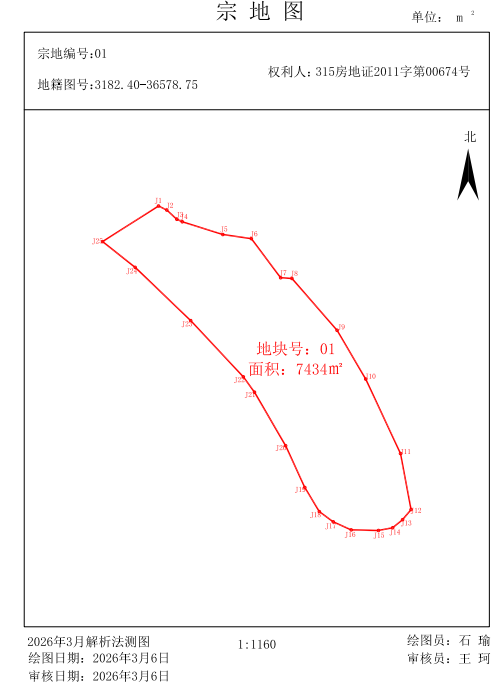 宗 地 图
单位： m ²
宗地编号:01
地籍图号:3182.40-36578.75
权利人：315房地证2011字第00674号
北
J1
J2
J3
J4
J5
J6
J7
J8
J9
J10
J11
J12
J13
J14
J15
J16
J17
J18
J19
J20
J21
J22
J23
J24
J25
地块号：01
面积：7434㎡
2026年3月解析法测图
绘图日期：2026年3月6日
审核日期：2026年3月6日
1:1160
绘图员：石 瑜
审核员：王 珂